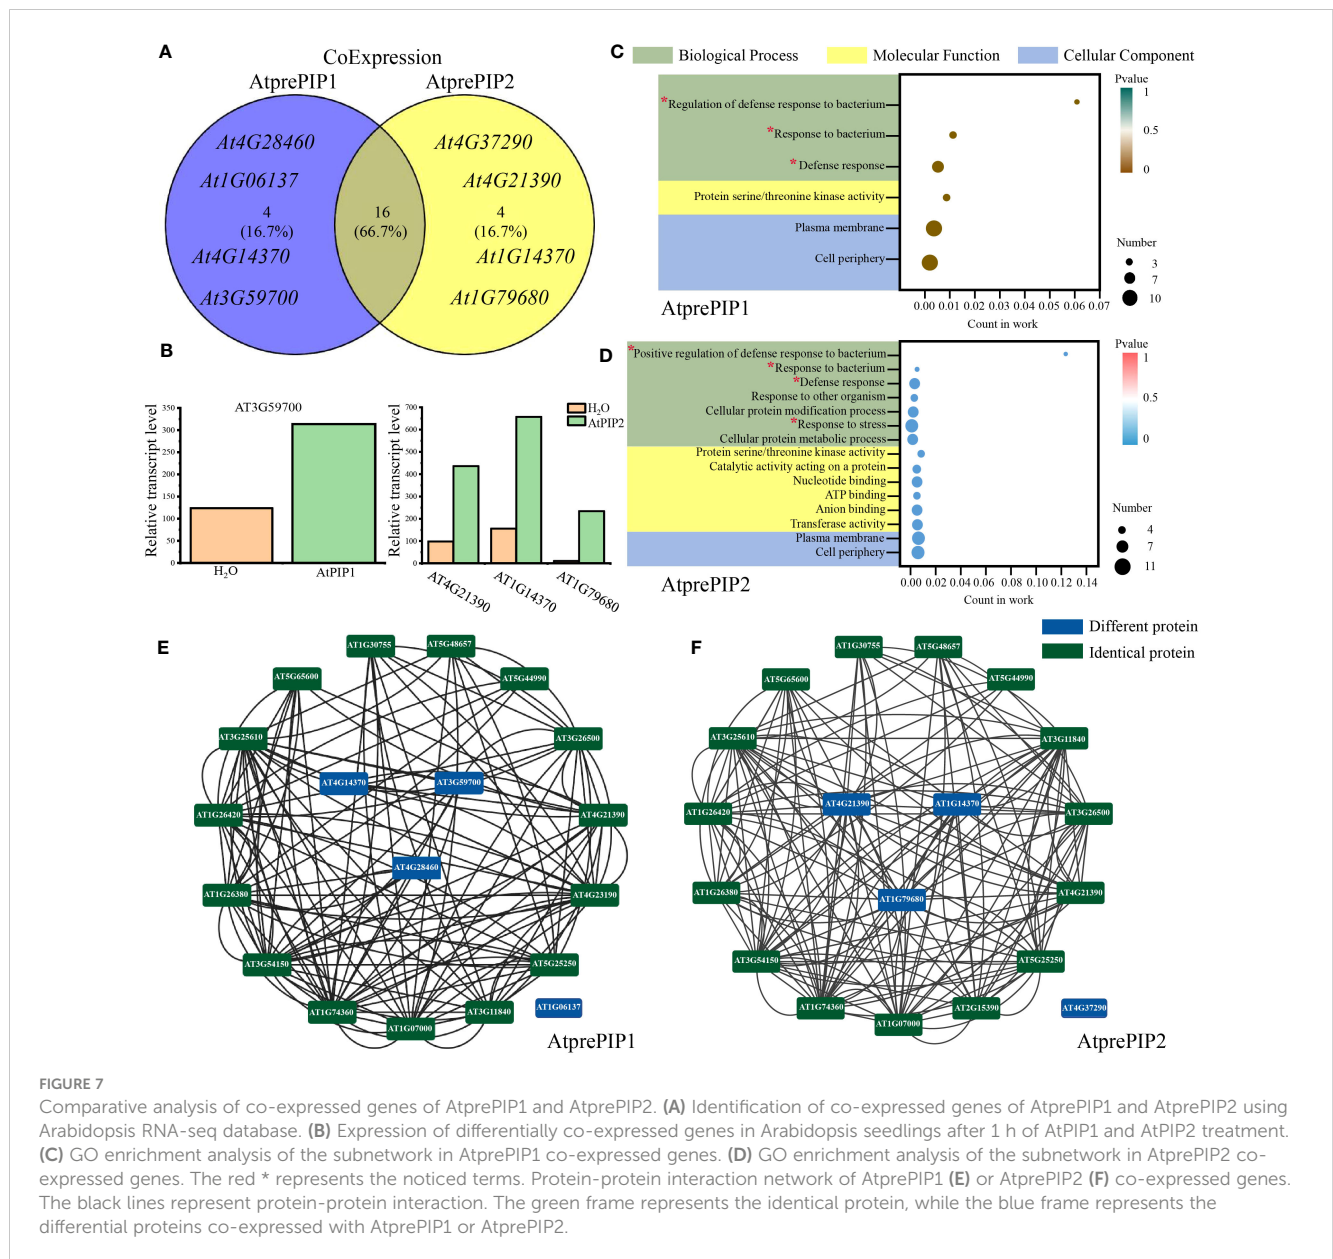 A
CoExpression
AtprePIP1
AtprePIP2
At4G28460
At1G06137
4
(16.7%)
At4G14370
At3G59700
16
(66.7%)
At4G37290
At4G21390
4
(16.7%)
At1G14370
At1G79680
B
Relative transcript level
AT3G59700
350
300
250
200
150
100
50
0
H2O
AtPIP1
Relative transcript level
700
600
500
400
300
200
100
0
H2O
AtPIP2
AT4G21390
AT1G14370
AT1G79680
C
Biological Process
Molecular Function
Cellular Component
*Regulation of defense response to bacterium
*Response to bacterium
*Defense response
Protein serine/threonine kinase activity
Plasma membrane
Cell periphery
AtprePIP1
0.00 0.01 0.02 0.03 0.04 0.05 0.06 0.07
Count in work
Pvalue
1
0.5
0
Number
3
7
10
D
*Positive regulation of defense response to bacterium
*Response to bacterium
*Defense response
Response to other organism
Cellular protein modification process
*Response to stress
Cellular protein metabolic process
Protein serine/threonine kinase activity
Catalytic activity acting on a protein
Nucleotide binding
ATP binding
Anion binding
Transferase activity
Plasma membrane
Cell periphery
AtprePIP2
0.00 0.02 0.04 0.06 0.08 0.10 0.12 0.14
Count in work
Pvalue
1
0.5
0
Number
4
7
11
Different protein
Identical protein
E
AT1G30755
AT5G48657
AT5G65600
AT5G44990
AT3G25610
AT3G26500
AT4G14370
AT3G59700
AT1G26420
AT4G21390
AT4G28460
AT1G26380
AT4G23190
AT3G54150
AT5G25250
AT1G74360
AT3G11840
AT1G06137
AT1G07000
AtprePIP1
F
AT1G30755
AT5G48657
AT5G65600
AT5G44990
AT3G25610
AT3G11840
AT4G21390
AT1G14370
AT1G26420
AT3G26500
AT1G26380
AT4G21390
AT1G79680
AT3G54150
AT5G25250
AT1G74360
AT2G15390
AT4G37290
AT1G07000
AtprePIP2
FIGURE 7
Comparative analysis of co-expressed genes of AtprePIP1 and AtprePIP2. (A) Identification of co-expressed genes of AtprePIP1 and AtprePIP2 using
Arabidopsis RNA-seq database. (B) Expression of differentially co-expressed genes in Arabidopsis seedlings after 1 h of AtPIP1 and AtPIP2 treatment.
(C) GO enrichment analysis of the subnetwork in AtprePIP1 co-expressed genes. (D) GO enrichment analysis of the subnetwork in AtprePIP2 co-
expressed genes. The red * represents the noticed terms. Protein-protein interaction network of AtprePIP1 (E) or AtprePIP2 (F) co-expressed genes.
The black lines represent protein-protein interaction. The green frame represents the identical protein, while the blue frame represents the
differential proteins co-expressed with AtprePIP1 or AtprePIP2.